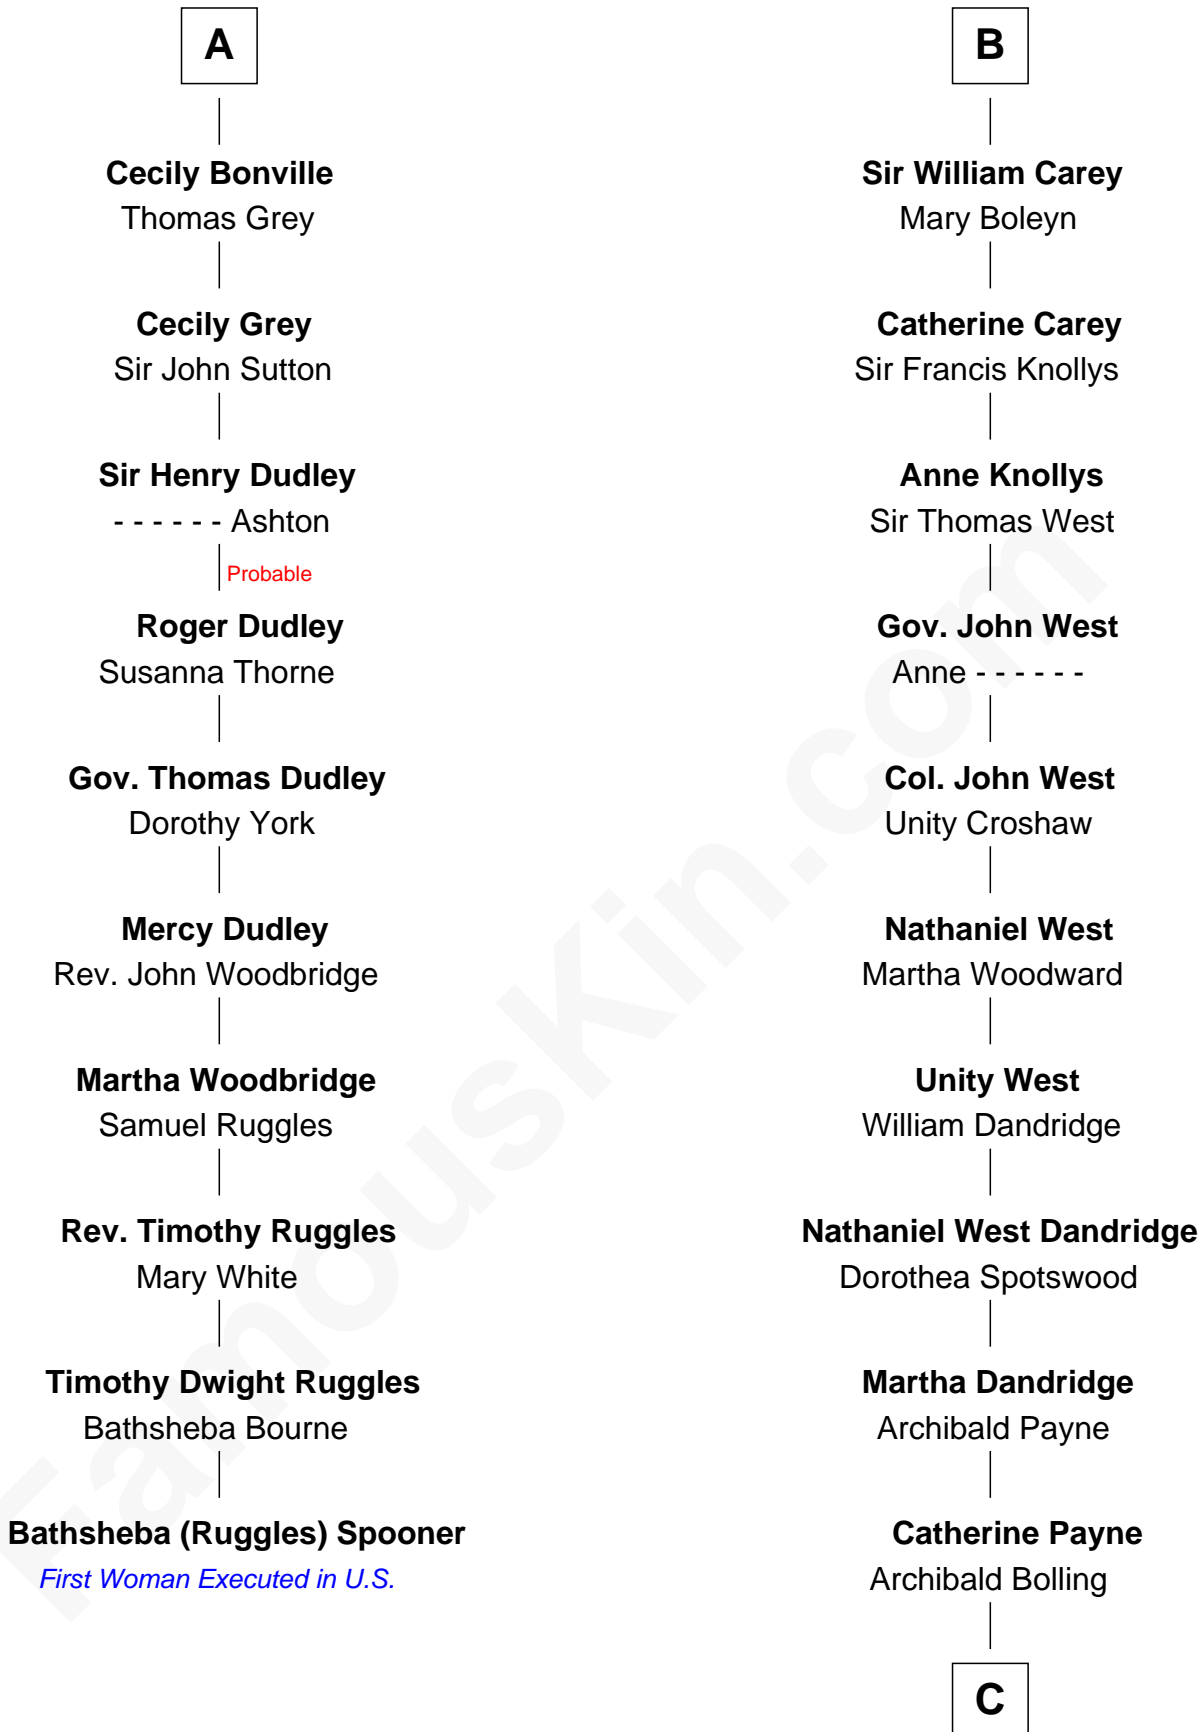 A
Cecily Bonville
Thomas Grey
Cecily Grey
Sir John Sutton
Sir Henry Dudley
- - - - - - Ashton
Probable
Roger Dudley
Susanna Thorne
Gov. Thomas Dudley
Dorothy York
Mercy Dudley
Rev. John Woodbridge
Martha Woodbridge
Samuel Ruggles
Rev. Timothy Ruggles
Mary White
Timothy Dwight Ruggles
Bathsheba Bourne
Bathsheba (Ruggles) Spooner
First Woman Executed in U.S.
B
Sir William Carey
Mary Boleyn
Catherine Carey
Sir Francis Knollys
Anne Knollys
Sir Thomas West
Gov. John West
Anne - - - - - -
Col. John West
Unity Croshaw
Nathaniel West
Martha Woodward
Unity West
William Dandridge
Nathaniel West Dandridge
Dorothea Spotswood
Martha Dandridge
Archibald Payne
Catherine Payne
Archibald Bolling
C
FamousKin.com